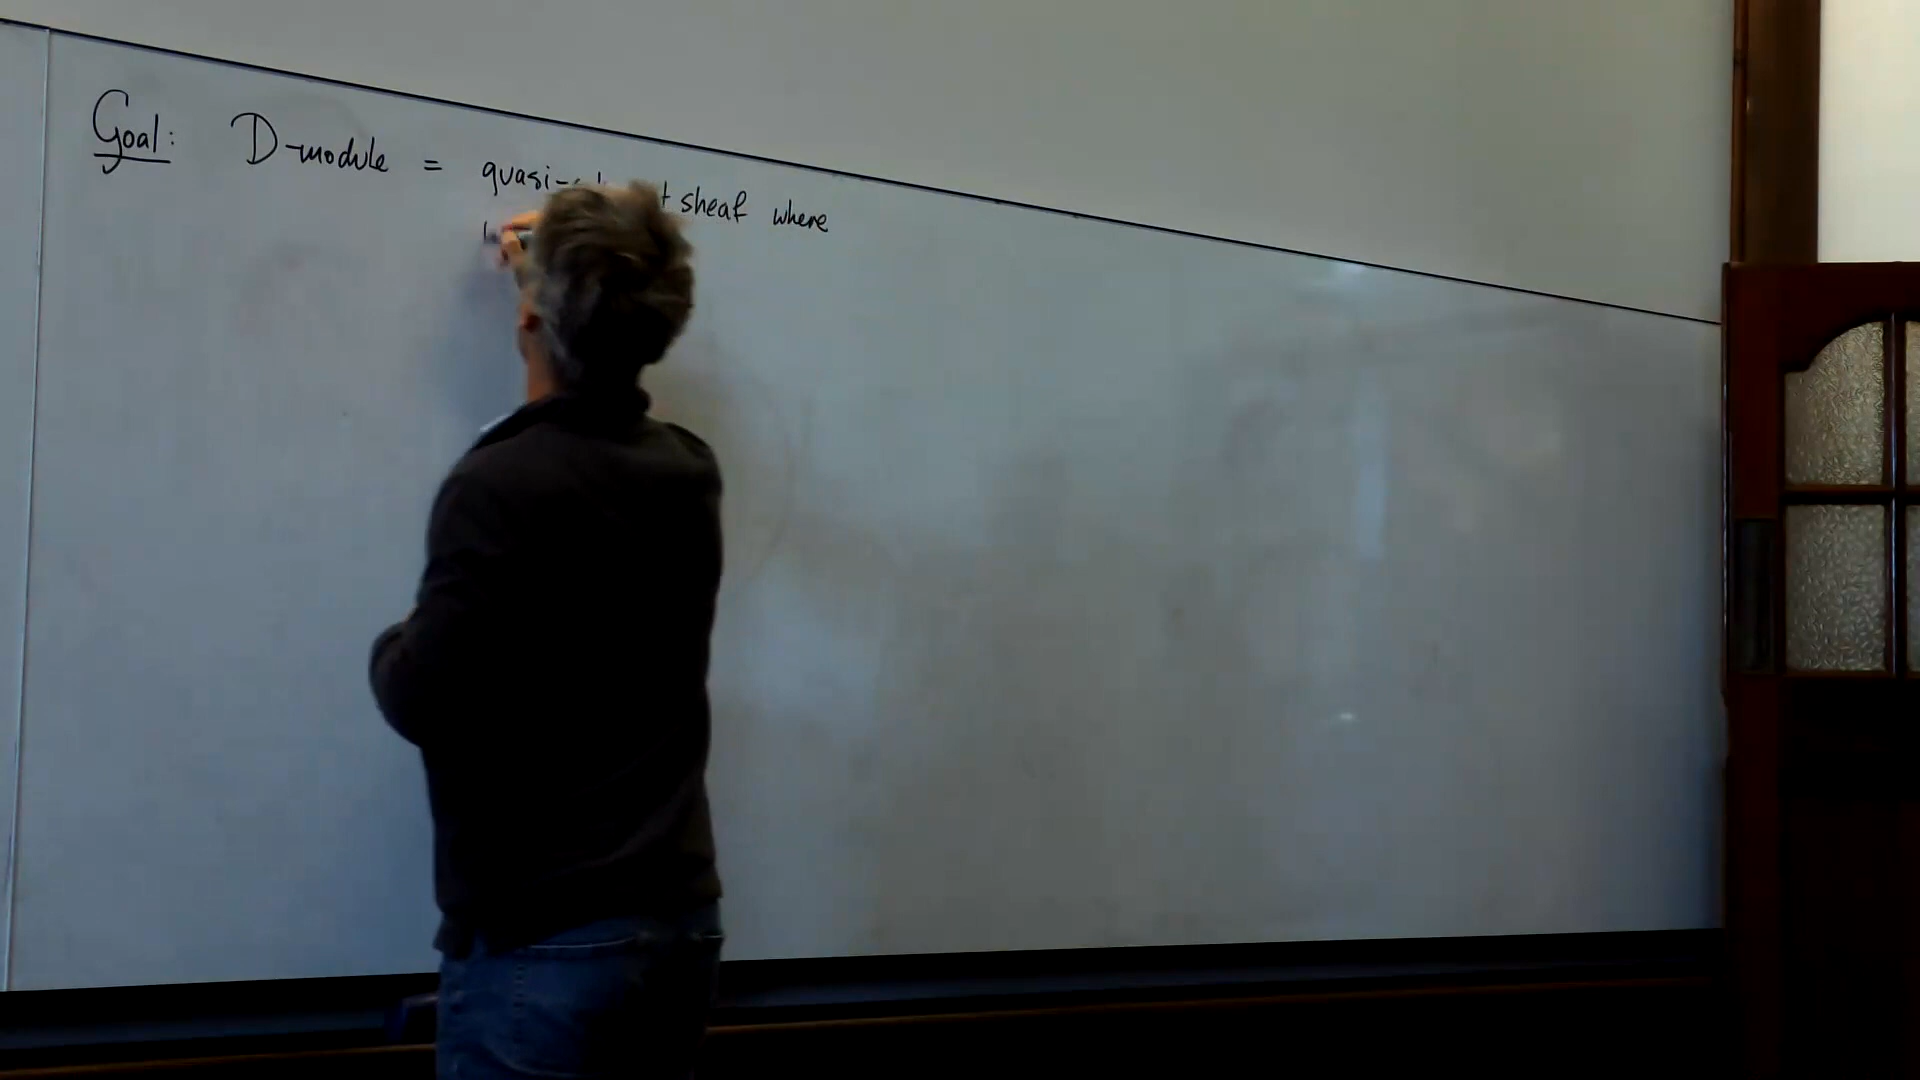 Goal: D-module = quasi- sheaf where